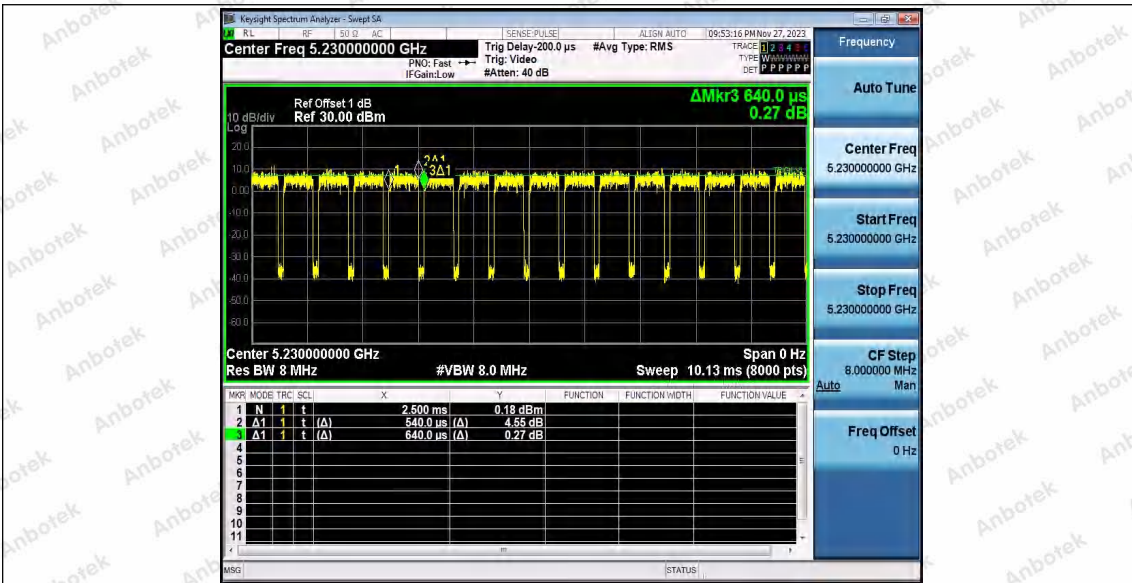 Keysight Spectrum Analyzer - Swept SA
RL RF 50 Ω AC SENSE:PULSE ALIGN AUTO 09:53:16 PM Nov 27, 2023
Center Freq 5.230000000 GHz
PNO: Fast
IFGain:Low
Trig Delay-200.0 µs
Trig: Video
#Atten: 40 dB
#Avg Type: RMS
TRACE 1 2 3 4 5 6
TYPE WWWWWW
DET P P P P P P
ΔMkr3 640.0 µs
0.27 dB
Ref Offset 1 dB
10 dB/div Ref 30.00 dBm
Log
20.0
10.0
0.00
-10.0
-20.0
-30.0
-40.0
-50.0
-60.0
1
2Δ1
3Δ1
Center 5.230000000 GHz Span 0 Hz
Res BW 8 MHz #VBW 8.0 MHz Sweep 10.13 ms (8000 pts)
MKR MODE TRC SCL X Y FUNCTION FUNCTION WIDTH FUNCTION VALUE
1 N 1 t 2.500 ms 0.18 dBm
2 Δ1 1 t (Δ) 540.0 µs (Δ) 4.55 dB
3 Δ1 1 t (Δ) 640.0 µs (Δ) 0.27 dB
4
5
6
7
8
9
10
11
MSG STATUS
Frequency
Auto Tune
Center Freq
5.230000000 GHz
Start Freq
5.230000000 GHz
Stop Freq
5.230000000 GHz
CF Step
8.000000 MHz
Auto Man
Freq Offset
0 Hz
Anbotek